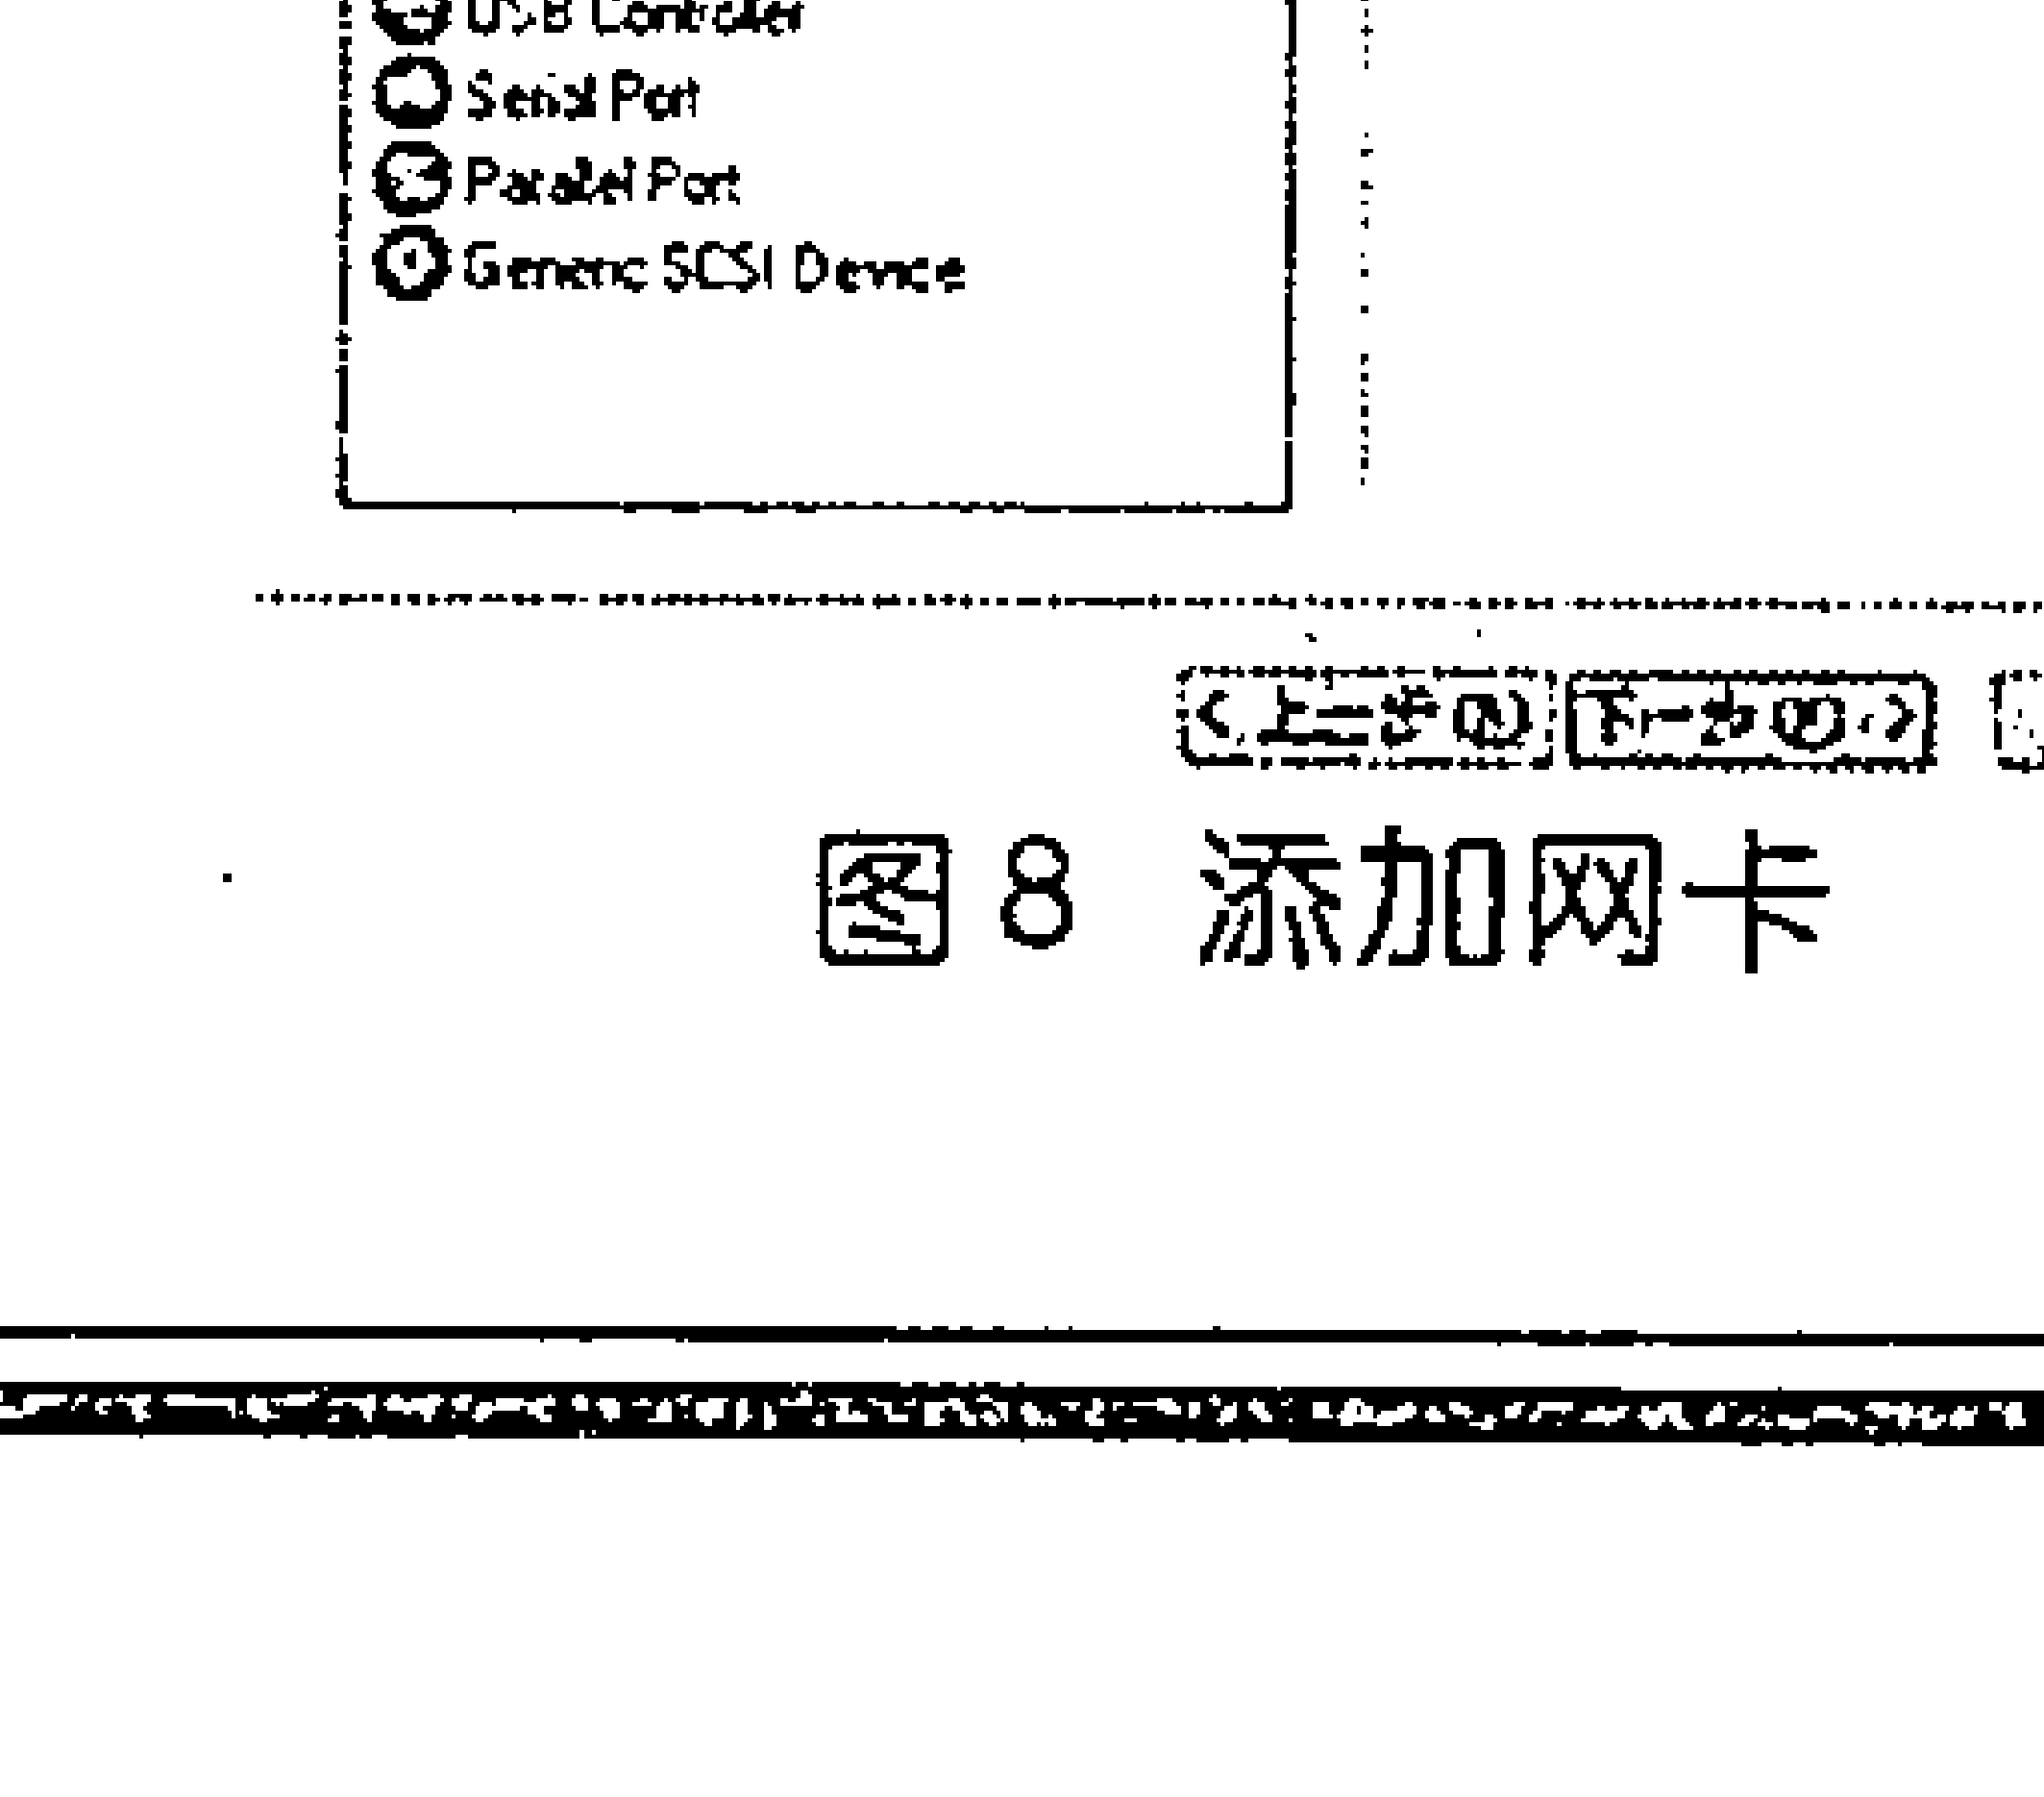 USB Controller
Serial Port
Parallel Port
Generic SCSI Device
<上一步 下一步 >
图 8 添加网卡